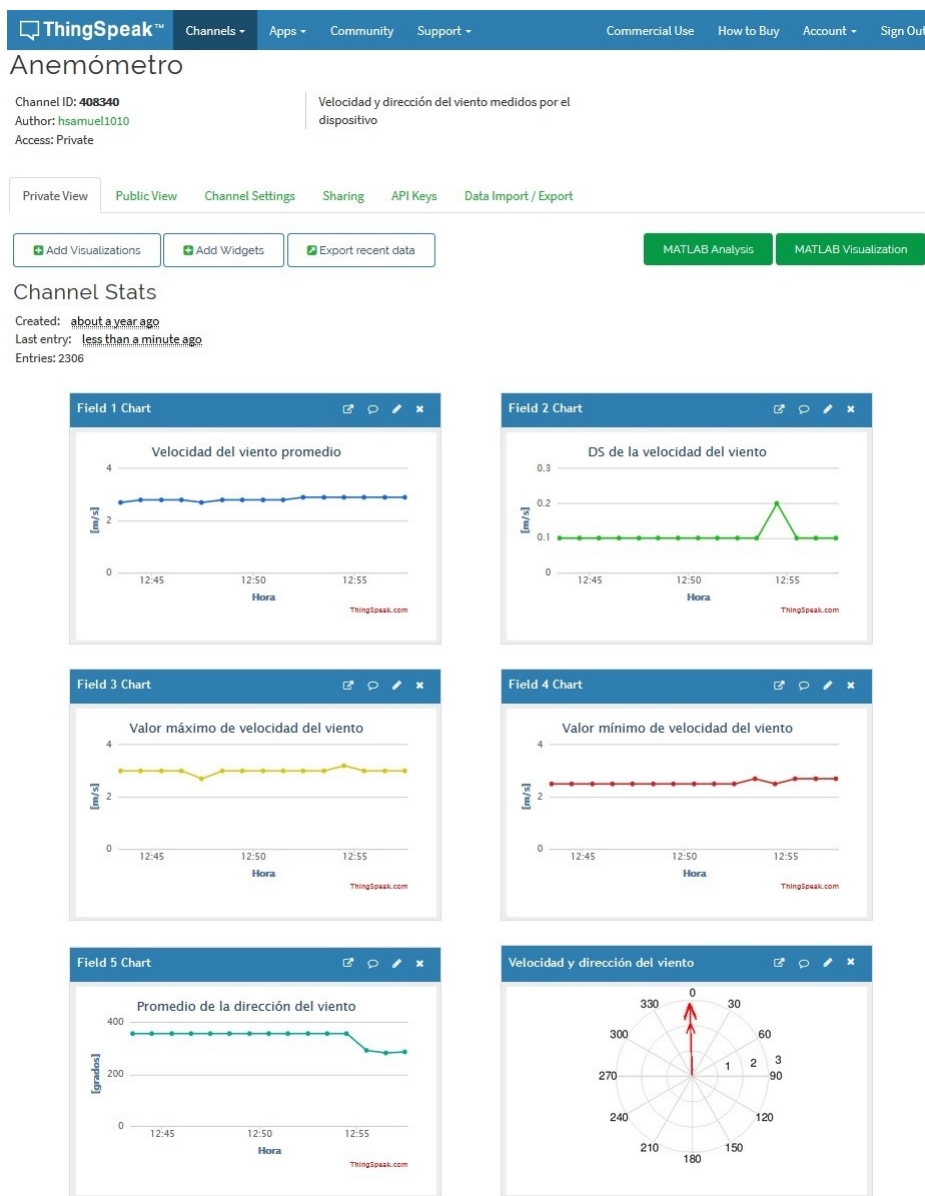 ThingSpeak™ Channels Apps Community Support Commercial Use How to Buy Account Sign Out
Anemómetro
Channel ID: 408340
Author: hsamuel1010
Access: Private
Velocidad y dirección del viento medidos por el
dispositivo
Private View Public View Channel Settings Sharing API Keys Data Import / Export
Add Visualizations Add Widgets Export recent data MATLAB Analysis MATLAB Visualization
Channel Stats
Created: about a year ago
Last entry: less than a minute ago
Entries: 2306
Field 1 Chart
Velocidad del viento promedio
4
2
0
[m/s]
12:45 12:50 12:55
Hora
ThingSpeak.com
Field 2 Chart
DS de la velocidad del viento
0.3
0.2
0.1
0
[m/s]
12:45 12:50 12:55
Hora
ThingSpeak.com
Field 3 Chart
Valor máximo de velocidad del viento
4
2
0
[m/s]
12:45 12:50 12:55
Hora
ThingSpeak.com
Field 4 Chart
Valor mínimo de velocidad del viento
4
2
0
[m/s]
12:45 12:50 12:55
Hora
ThingSpeak.com
Field 5 Chart
Promedio de la dirección del viento
400
200
0
[grados]
12:45 12:50 12:55
Hora
ThingSpeak.com
Velocidad y dirección del viento
0
330 30
300 60
1 2 3
270 90
240 120
210 150
180